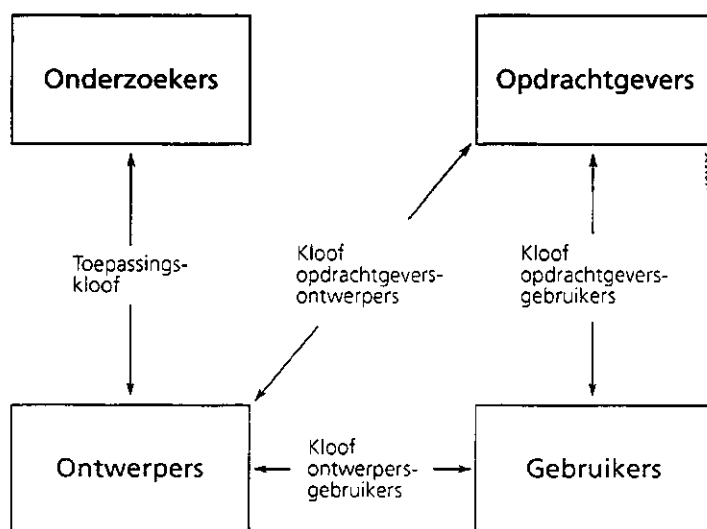 Onderzoekers
Opdrachtgevers
Toepassings-
kloof
Kloof
opdrachtgevers-
ontwerpers
Kloof
opdrachtgevers-
gebruikers
Ontwerpers
Kloof
ontwerpers-
gebruikers
Gebruikers